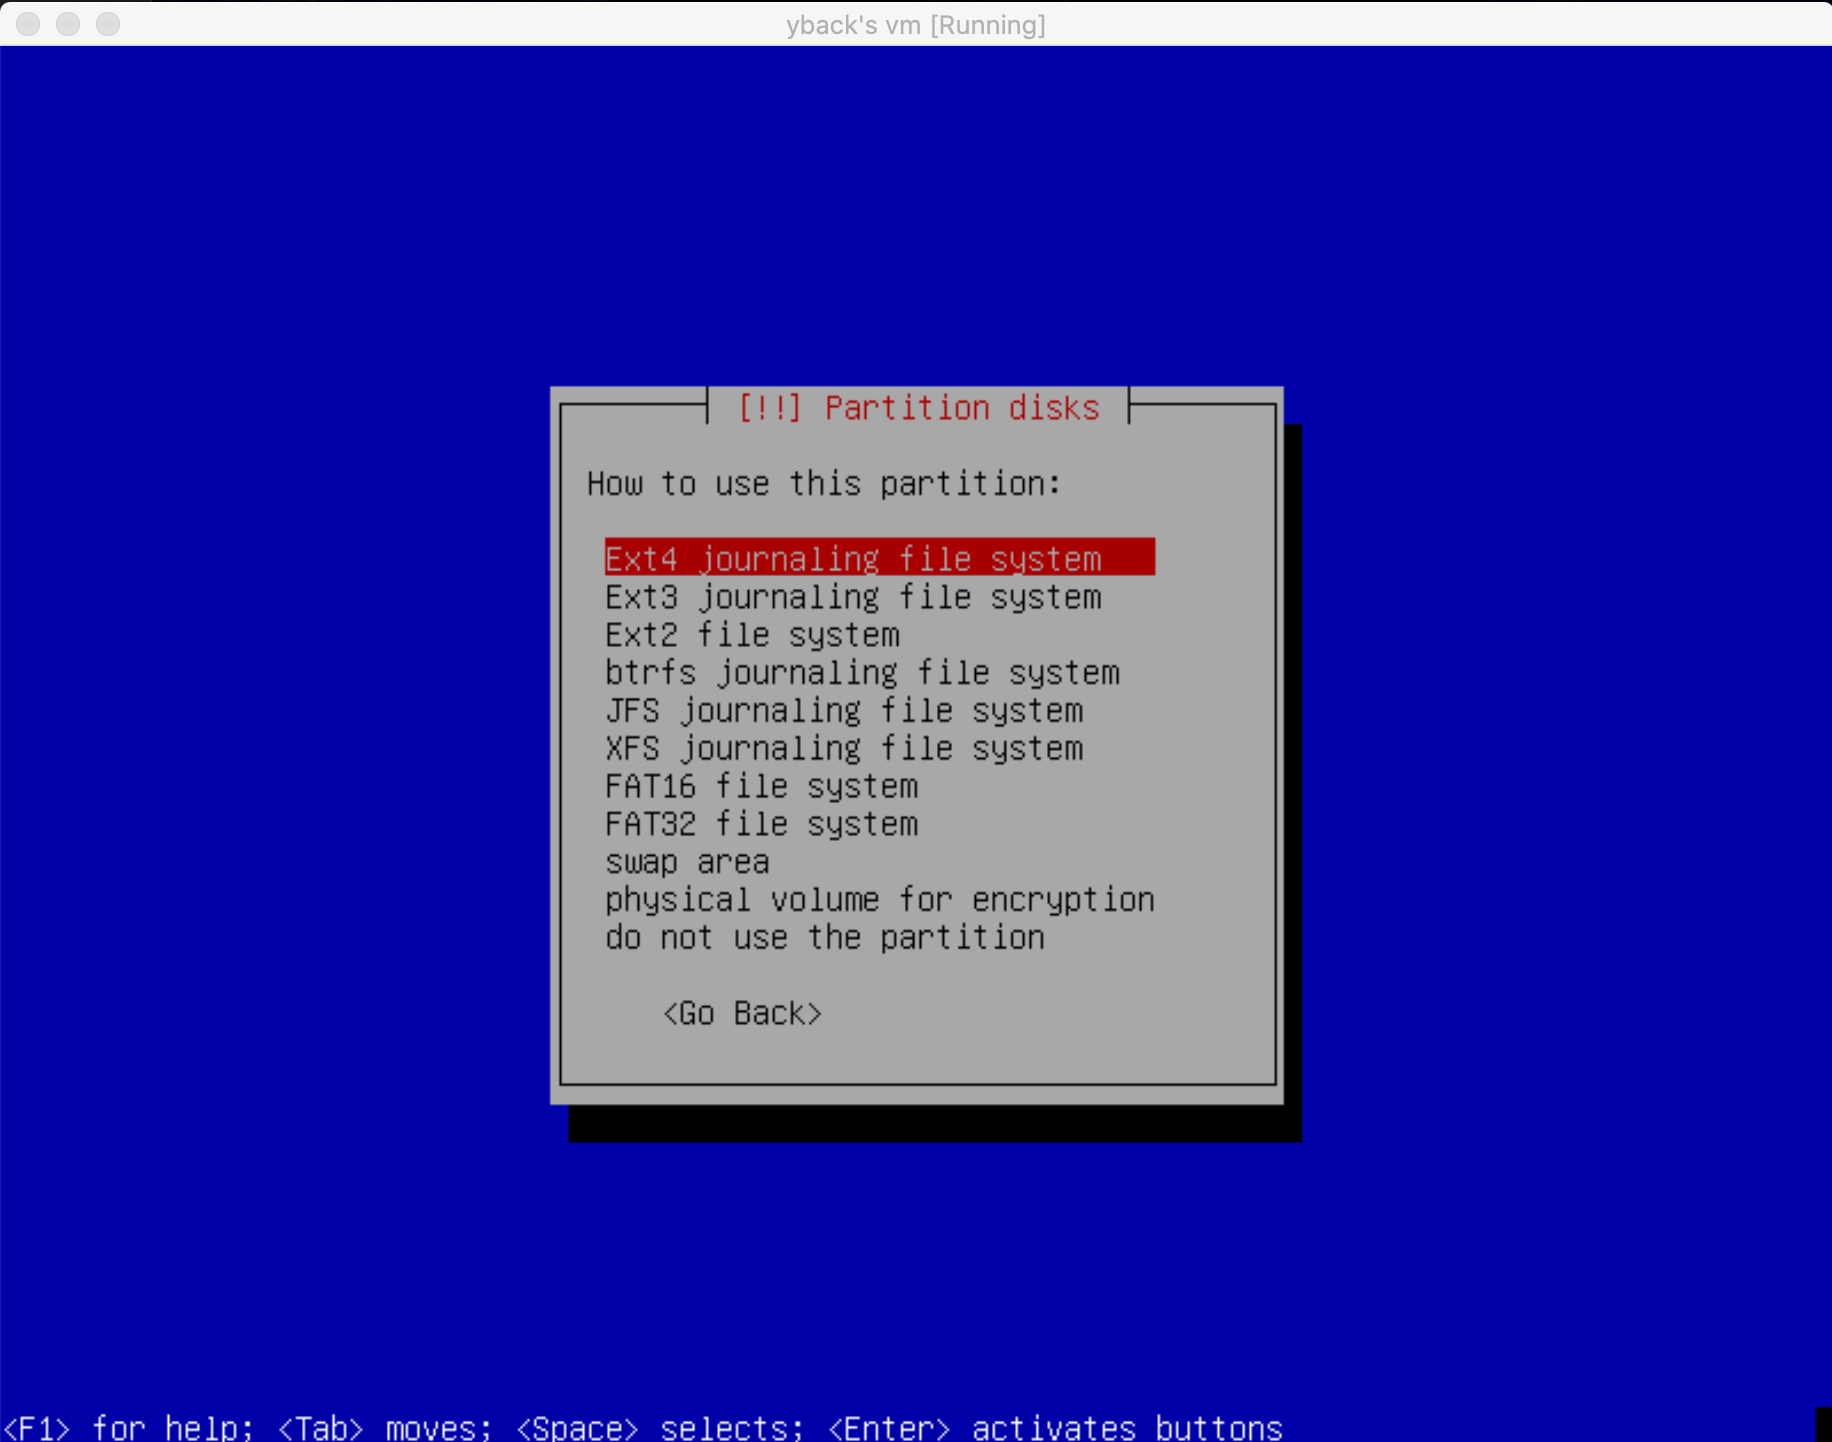 yback's vm [Running]
[!!] Partition disks
How to use this partition:
Ext4 journaling file system
Ext3 journaling file system
Ext2 file system
btrfs journaling file system
JFS journaling file system
XFS journaling file system
FAT16 file system
FAT32 file system
swap area
physical volume for encryption
do not use the partition
<Go Back>
<F1> for help; <Tab> moves; <Space> selects; <Enter> activates buttons